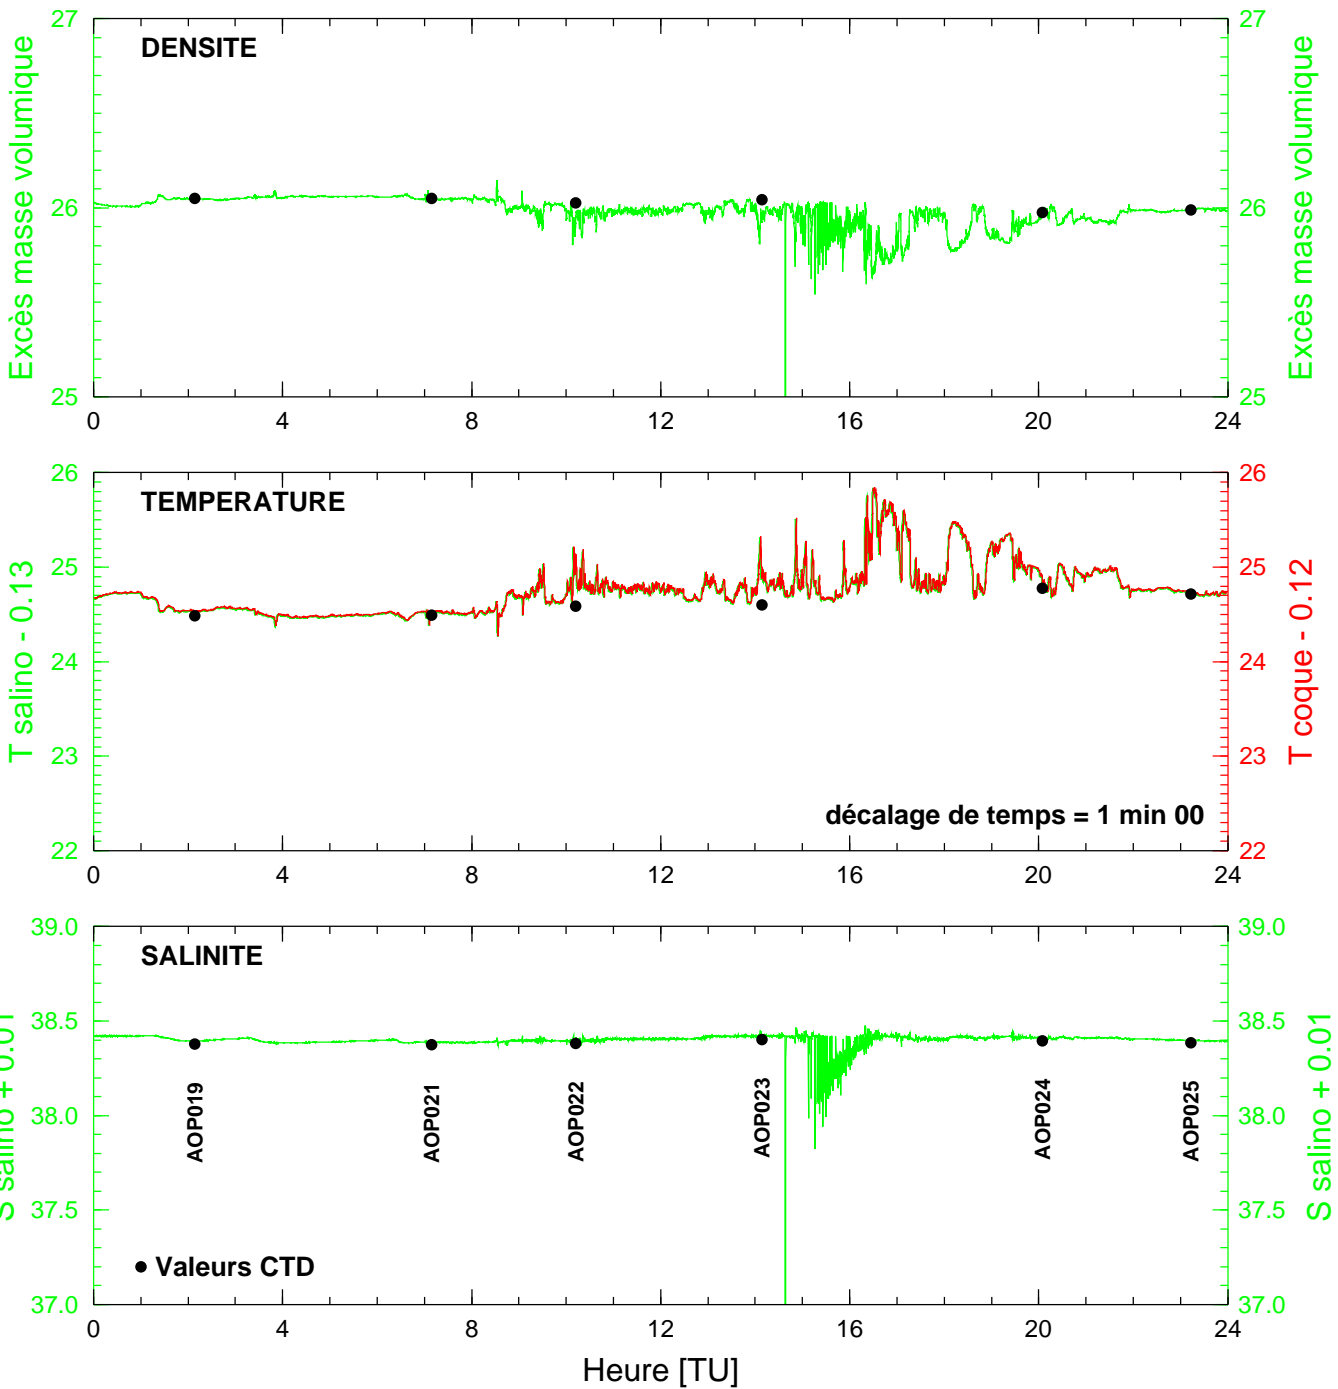 27
27
DENSITE
Excès masse volumique
Excès masse volumique
26
26
25
25
0 4 8 12 16 20 24
26
26
TEMPERATURE
T salino - 0.13
T coque - 0.12
25
25
24
24
23
23
décalage de temps = 1 min 00
22
22
0 4 8 12 16 20 24
39.0
39.0
SALINITE
S salino + 0.01
S salino + 0.01
38.5
38.5
AOP019 AOP021 AOP022 AOP023 AOP024 AOP025
38.0
38.0
37.5
37.5
Valeurs CTD
37.0
37.0
0 4 8 12 16 20 24
Heure [TU]